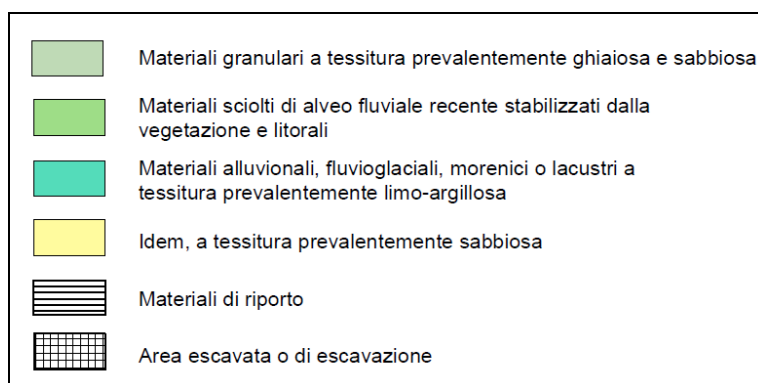 Materiali granulari a tessitura prevalentemente ghiaiosa e sabbiosa
Materiali sciolti di alveo fluviale recente stabilizzati dalla
vegetazione e litorali
Materiali alluvionali, fluvioglaciali, morenici o lacustri a
tessitura prevalentemente limo-argillosa
Idem, a tessitura prevalentemente sabbiosa
Materiali di riporto
Area escavata o di escavazione